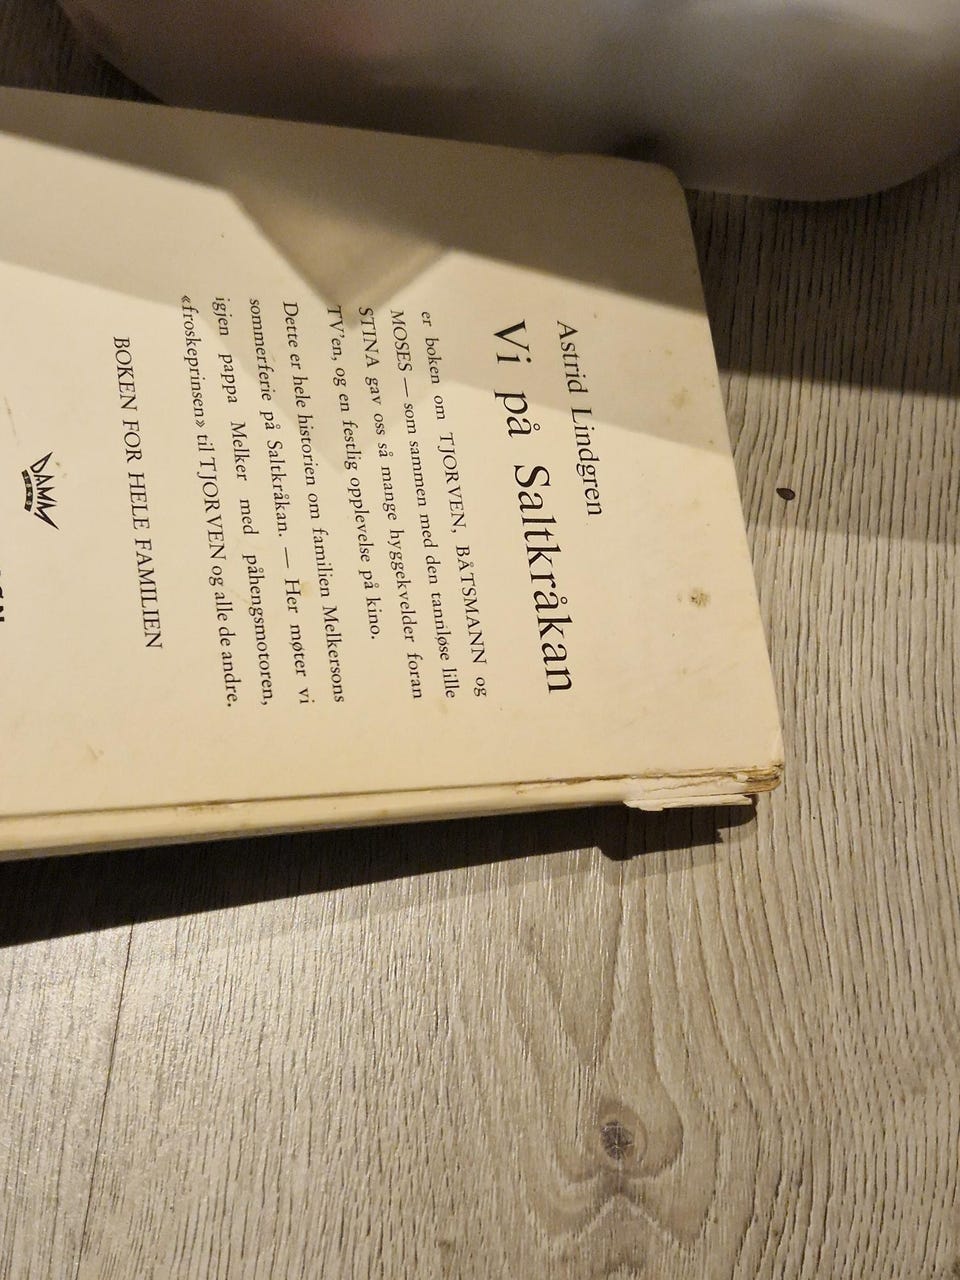 Astrid Lindgren
Vi på Saltkråkan
er boken om TJORVEN, BÅTSMANN og
MOSES — som sammen med den tannløse lille
STINA gav oss så mange hyggekvelder foran
TV'en, og en festlig opplevelse på kino.
Dette er hele historien om familien Melkersons
sommerferie på Saltkråkan. — Her møter vi
igjen pappa Melker med påhengsmotoren,
«froskeprinsen» til TJORVEN og alle de andre.
BOKEN FOR HELE FAMILIEN
DAMM